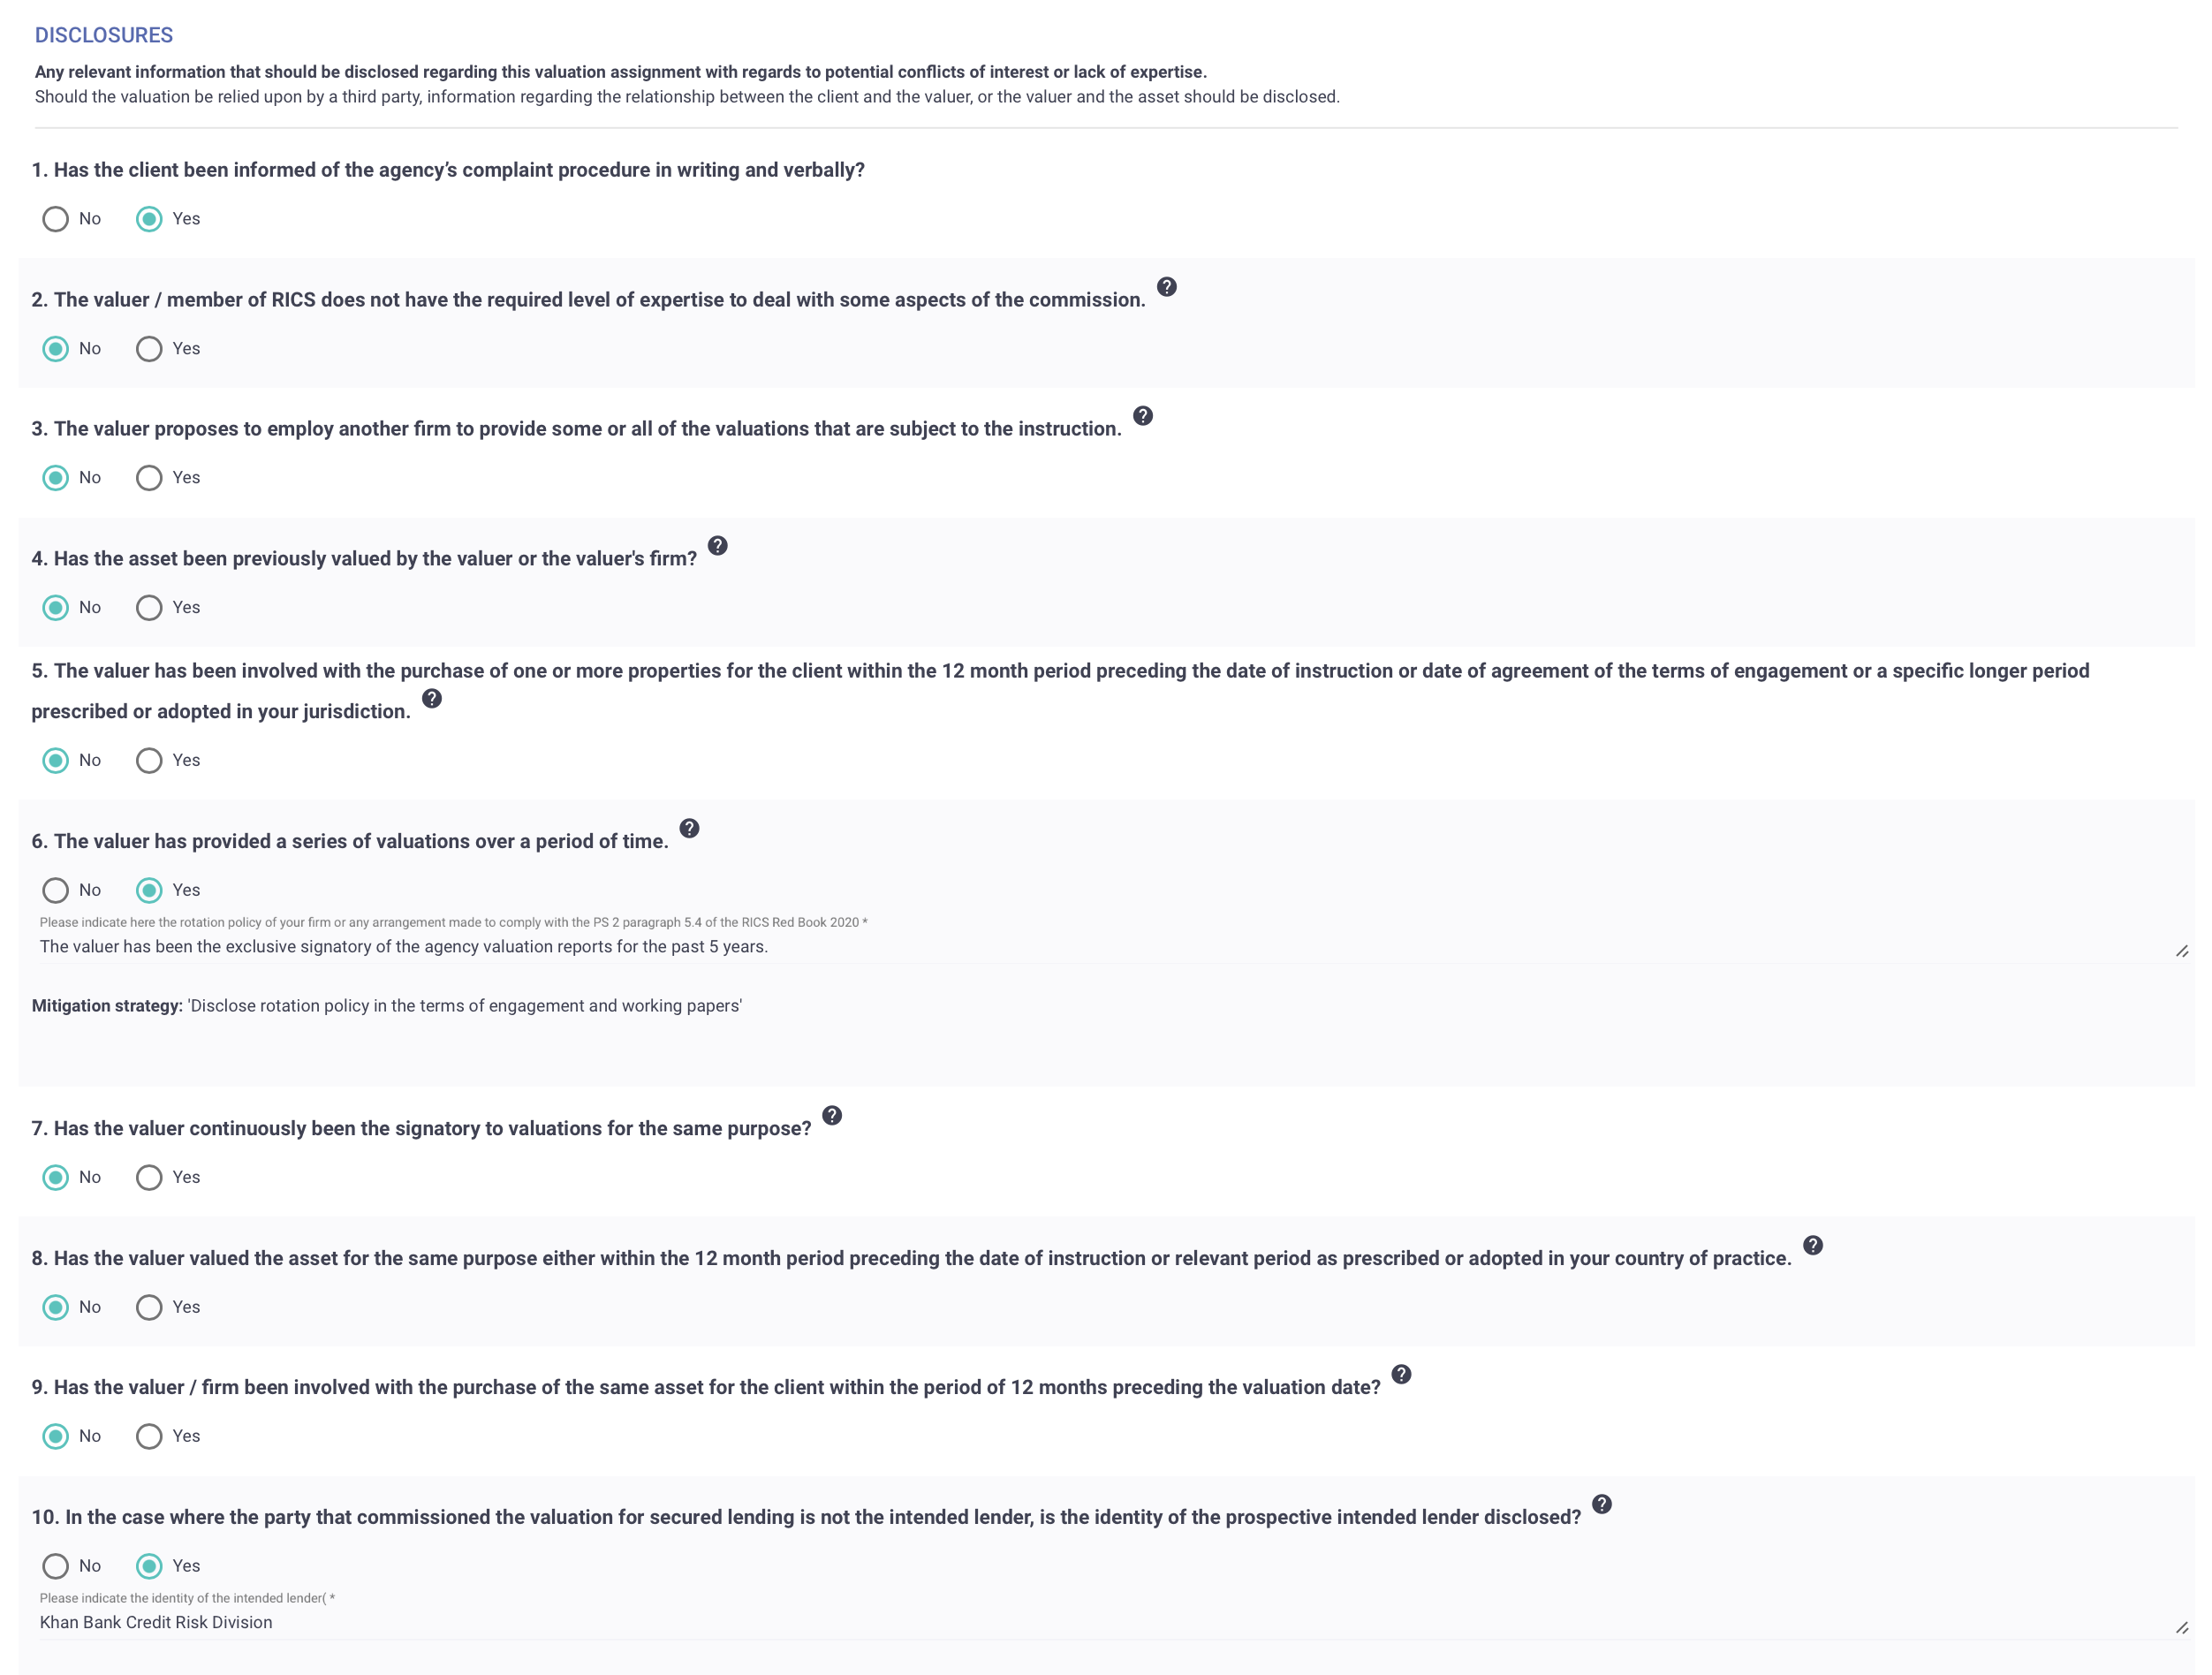 DISCLOSURES
Any relevant information that should be disclosed regarding this valuation assignment with regards to potential conflicts of interest or lack of expertise.
Should the valuation be relied upon by a third party, information regarding the relationship between the client and the valuer, or the valuer and the asset should be disclosed.
1. Has the client been informed of the agency’s complaint procedure in writing and verbally?
No Yes
2. The valuer / member of RICS does not have the required level of expertise to deal with some aspects of the commission. ?
No Yes
3. The valuer proposes to employ another firm to provide some or all of the valuations that are subject to the instruction. ?
No Yes
4. Has the asset been previously valued by the valuer or the valuer's firm? ?
No Yes
5. The valuer has been involved with the purchase of one or more properties for the client within the 12 month period preceding the date of instruction or date of agreement of the terms of engagement or a specific longer period
prescribed or adopted in your jurisdiction. ?
No Yes
6. The valuer has provided a series of valuations over a period of time. ?
No Yes
Please indicate here the rotation policy of your firm or any arrangement made to comply with the PS 2 paragraph 5.4 of the RICS Red Book 2020 *
The valuer has been the exclusive signatory of the agency valuation reports for the past 5 years.
Mitigation strategy: 'Disclose rotation policy in the terms of engagement and working papers'
7. Has the valuer continuously been the signatory to valuations for the same purpose? ?
No Yes
8. Has the valuer valued the asset for the same purpose either within the 12 month period preceding the date of instruction or relevant period as prescribed or adopted in your country of practice. ?
No Yes
9. Has the valuer / firm been involved with the purchase of the same asset for the client within the period of 12 months preceding the valuation date? ?
No Yes
10. In the case where the party that commissioned the valuation for secured lending is not the intended lender, is the identity of the prospective intended lender disclosed? ?
No Yes
Please indicate the identity of the intended lender( *
Khan Bank Credit Risk Division